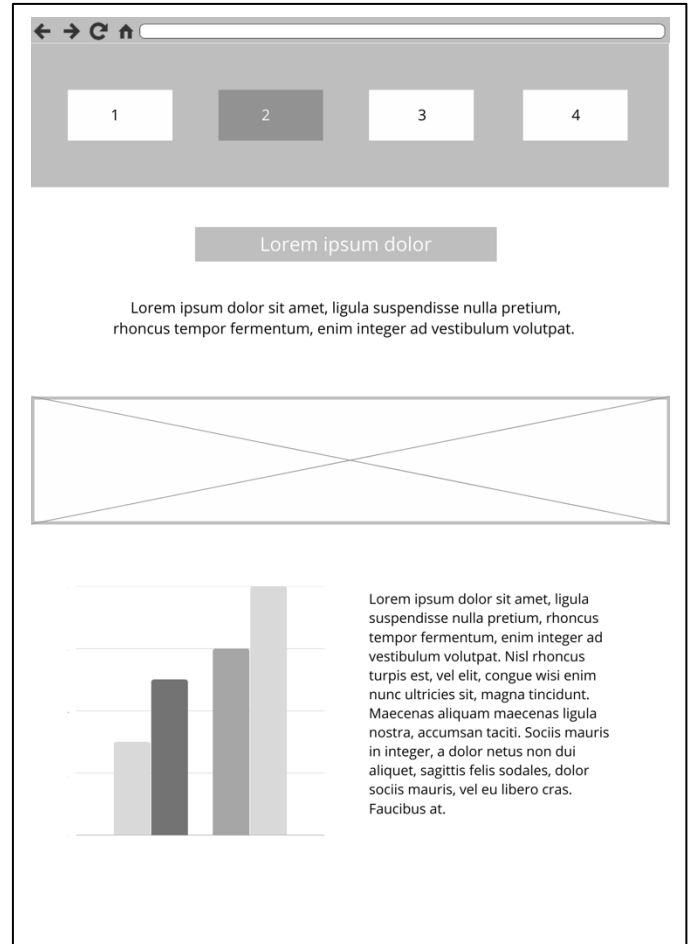 1
2
3
4
Lorem ipsum dolor
Lorem ipsum dolor sit amet, ligula suspendisse nulla pretium,
rhoncus tempor fermentum, enim integer ad vestibulum volutpat.
Lorem ipsum dolor sit amet, ligula
suspendisse nulla pretium, rhoncus
tempor fermentum, enim integer ad
vestibulum volutpat. Nisl rhoncus
turpis est, vel elit, congue wisi enim
nunc ultricies sit, magna tincidunt.
Maecenas aliquam maecenas ligula
nostra, accumsan taciti. Sociis mauris
in integer, a dolor netus non dui
aliquet, sagittis felis sodales, dolor
sociis mauris, vel eu libero cras.
Faucibus at.